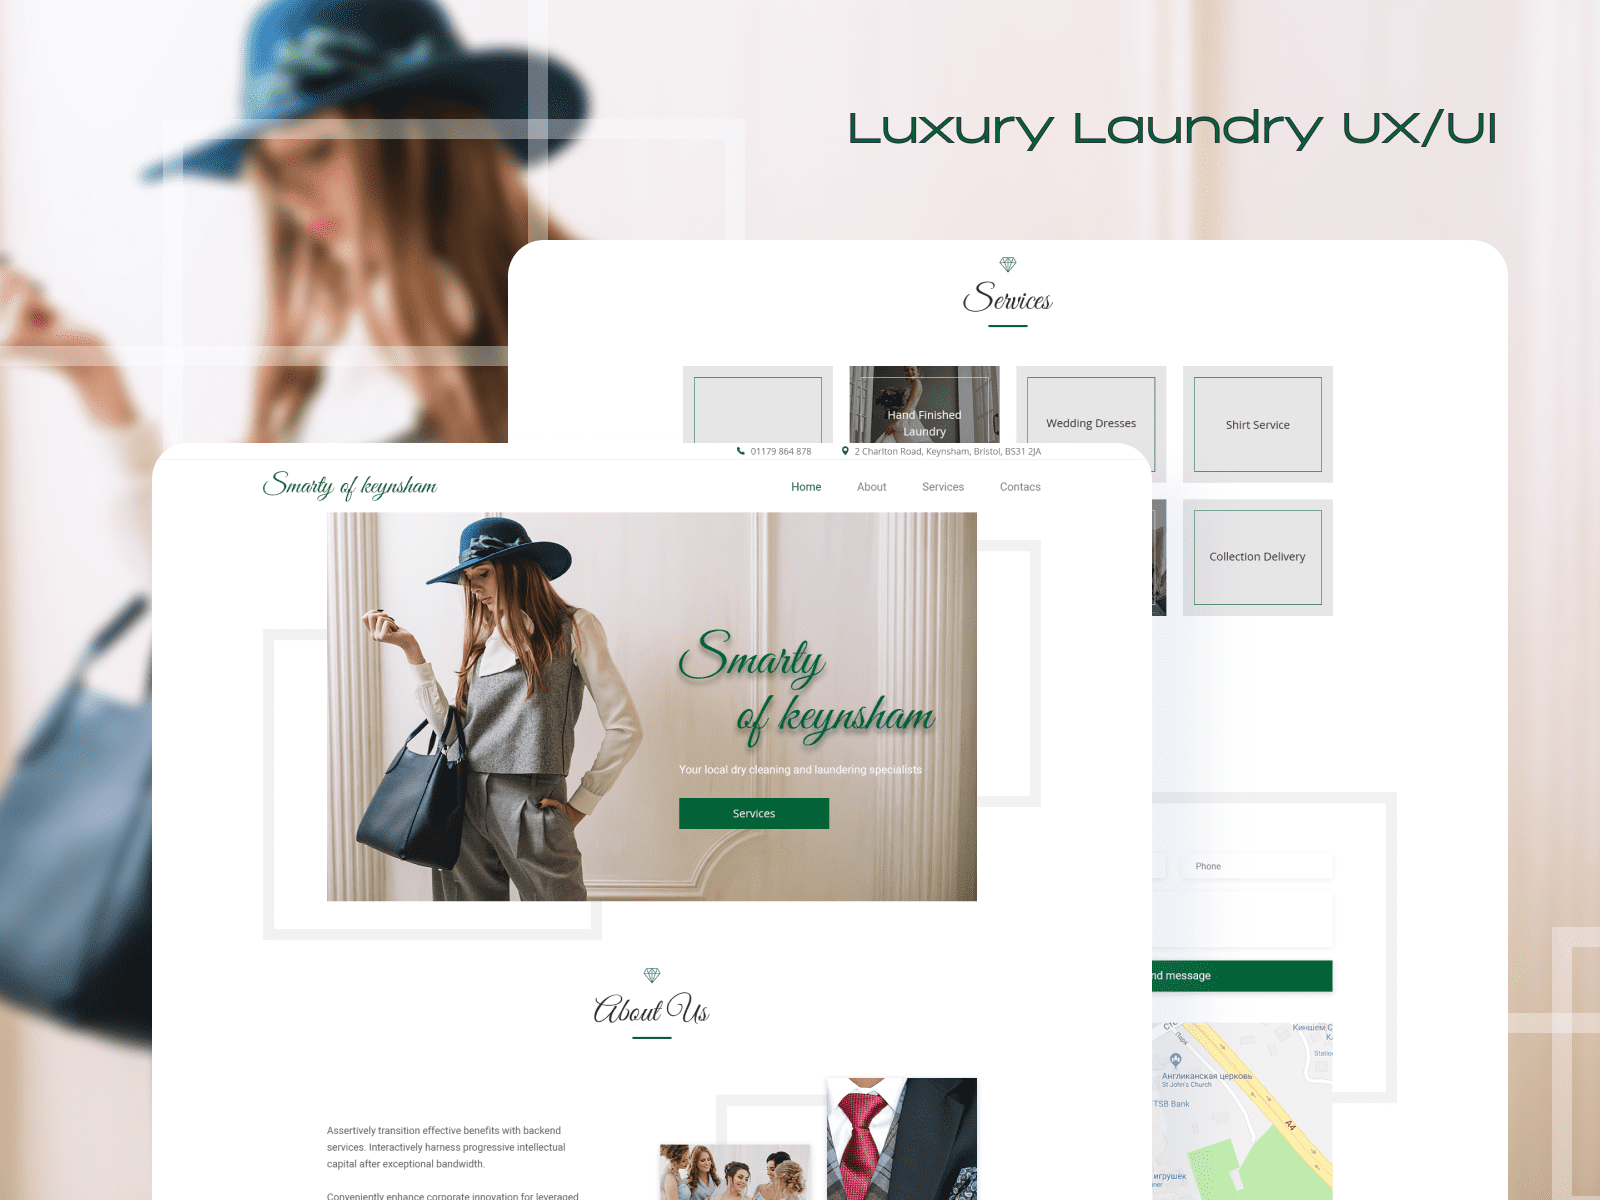 Luxury Laundry UX/UI
Services
Hand Finished
Laundry
Wedding Dresses
Shirt Service
Collection Delivery
01179 864 878
2 Charlton Road, Keynsham, Bristol, BS31 2JA
Smarty of keynsham
Home
About
Services
Contacs
Smarty
of keynsham
Your local dry cleaning and laundering specialists
Services
Phone
nd message
About Us
Assertively transition effective benefits with backend
services. Interactively harness progressive intellectual
capital after exceptional bandwidth.
Conveniently enhance corporate innovation for leveraged
Парк
Киншем С
Statio
Англиканская церковь
St John's Church
TSB Bank
A4
игрушек